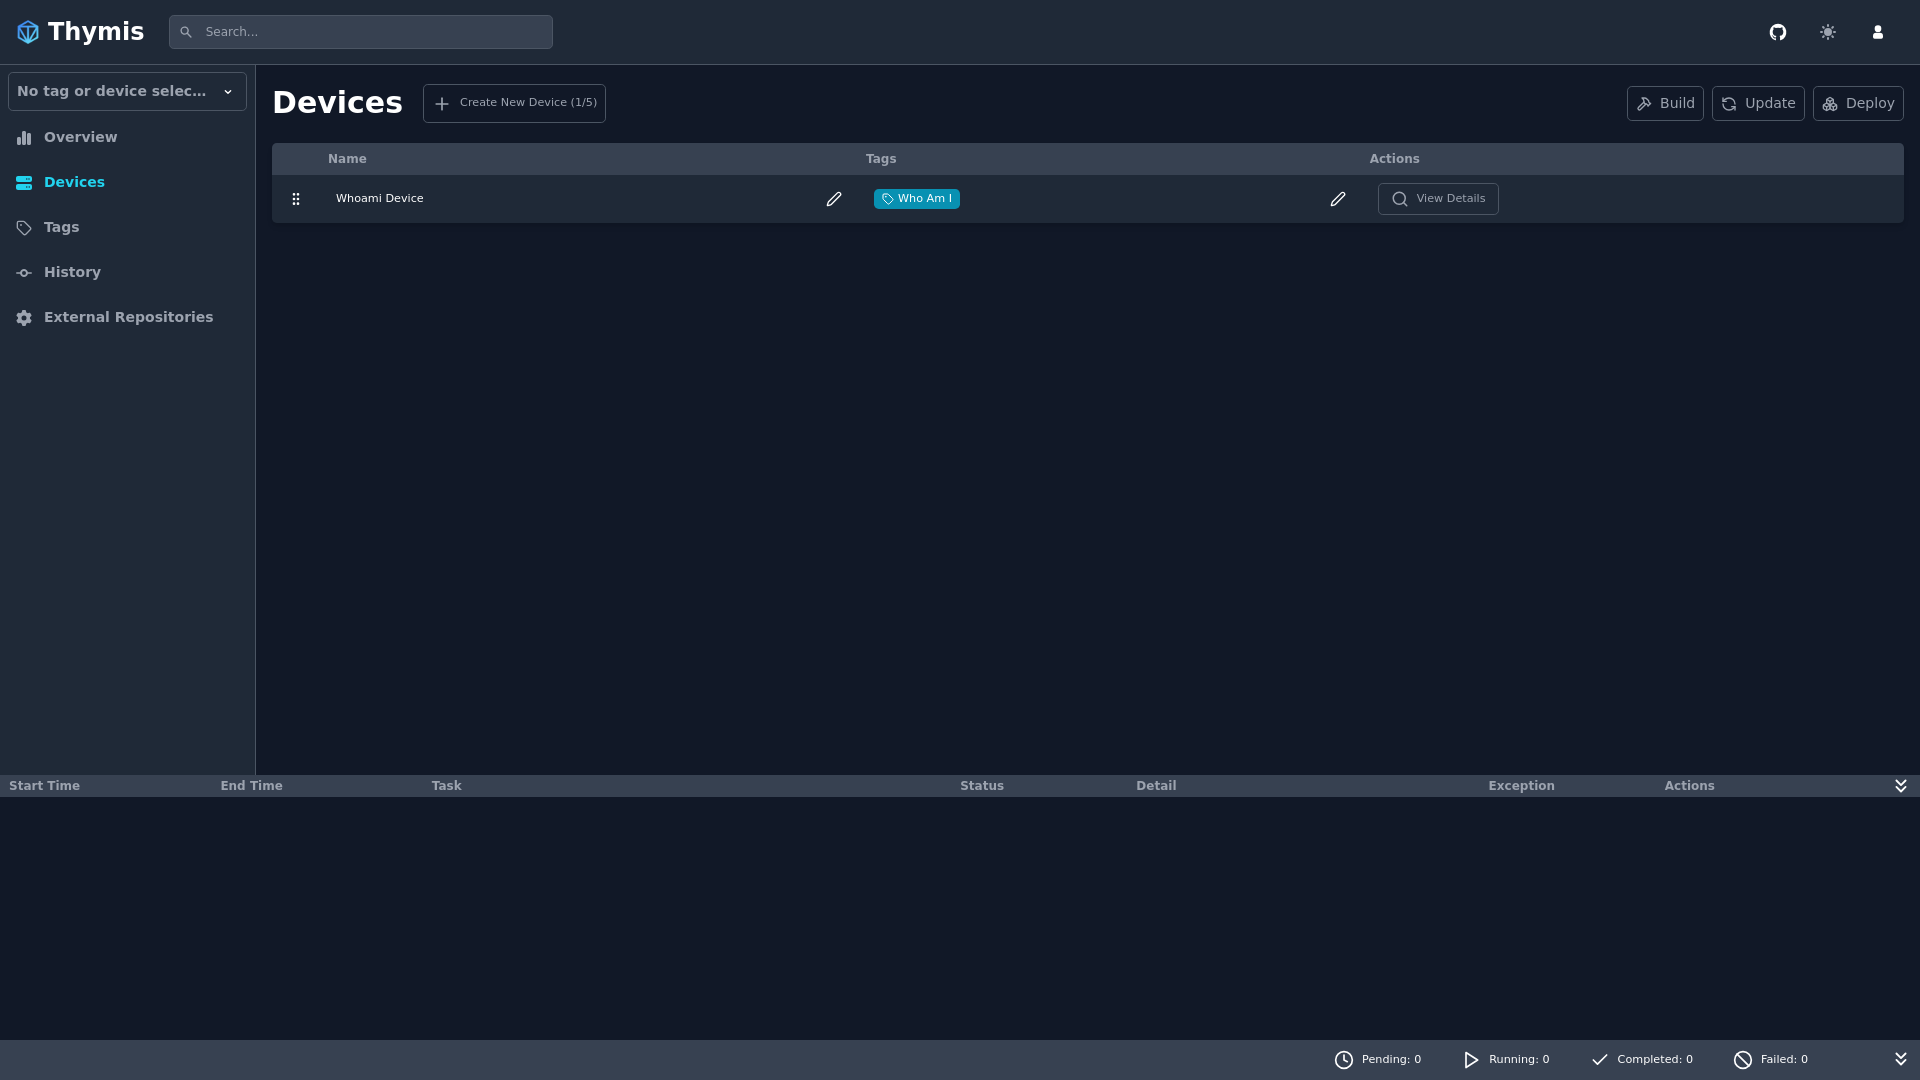 Thymis
Search...
No tag or device selec...
Overview
Devices
Tags
History
External Repositories
Devices
Create New Device (1/5)
Build
Update
Deploy
Name Tags Actions
Whoami Device Who Am I View Details
Start Time End Time Task Status Detail Exception Actions
Pending: 0 Running: 0 Completed: 0 Failed: 0